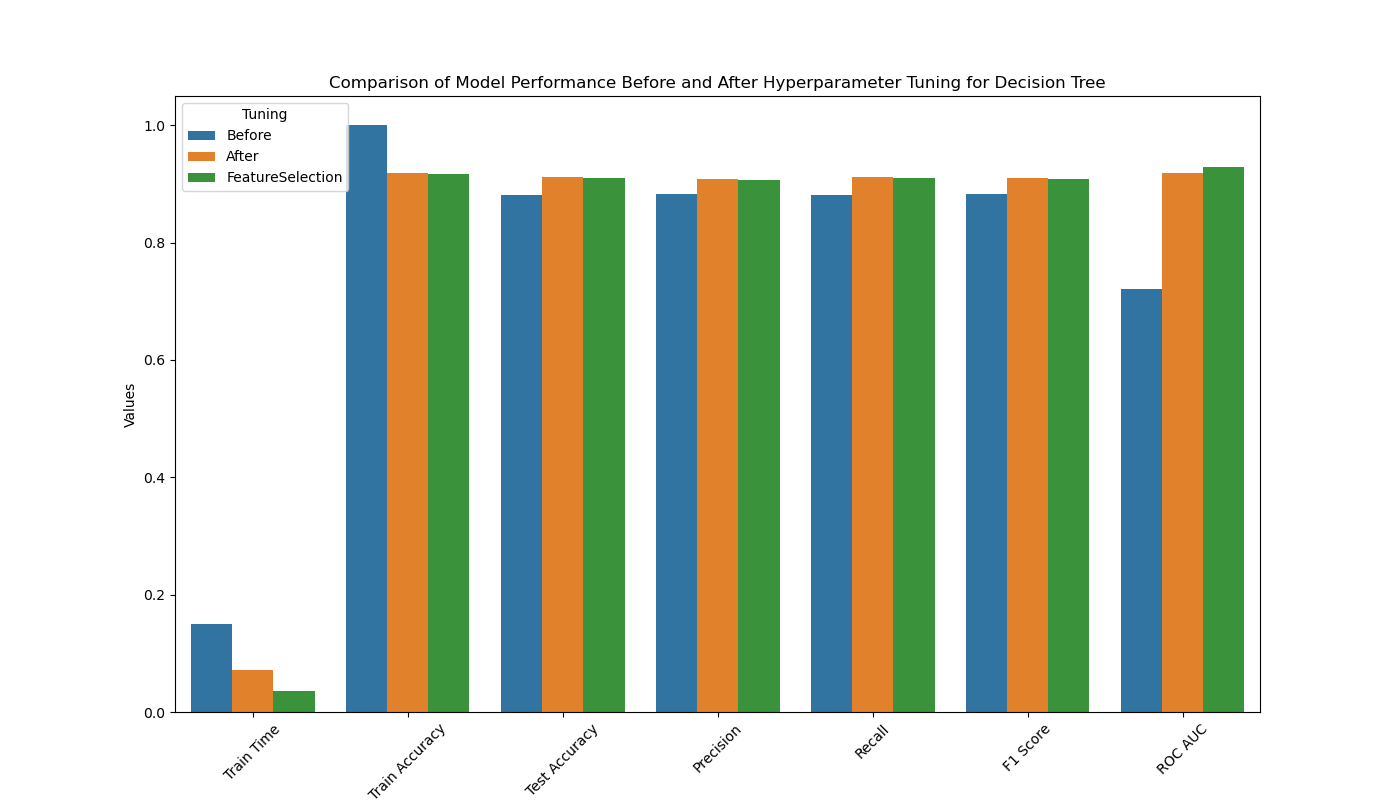 Comparison of Model Performance Before and After Hyperparameter Tuning for Decision Tree
Tuning
Before
After
FeatureSelection
Values
1.0
0.8
0.6
0.4
0.2
0.0
Train Time
Train Accuracy
Test Accuracy
Precision
Recall
F1 Score
ROC AUC